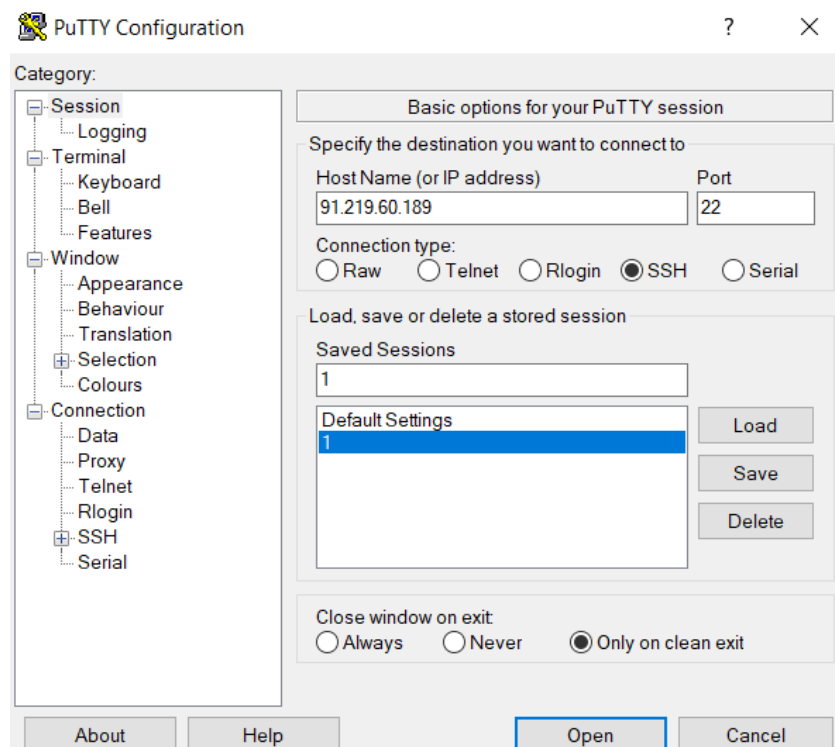 PuTTY Configuration
?
Category:
Session
Logging
Terminal
Keyboard
Bell
Features
Window
Appearance
Behaviour
Translation
Selection
Colours
Connection
Data
Proxy
Telnet
Rlogin
SSH
Serial
Basic options for your PuTTY session
Specify the destination you want to connect to
Host Name (or IP address) Port
91.219.60.189 22
Connection type:
Raw Telnet Rlogin SSH Serial
Load, save or delete a stored session
Saved Sessions
1
Default Settings
1
Load
Save
Delete
Close window on exit:
Always Never Only on clean exit
About Help Open Cancel